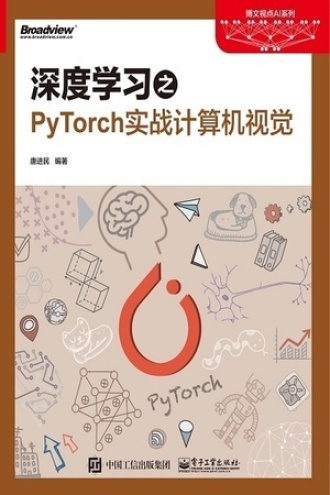 Broadview®
www.broadview.com.cn
博文视点AI系列
深度学习之
PyTorch实战计算机视觉
唐进民 编著
PyTorch
中国工信出版集团
电子工业出版社